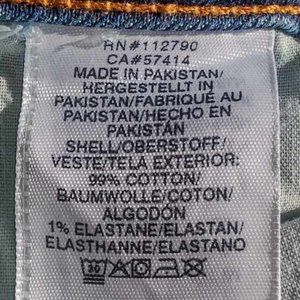 RN#112790
CA#57414
MADE IN PAKISTAN/
HERGESTELLT IN
PAKISTAN/FABRIQUÉ AU
PAKISTAN/HECHO EN
PAKISTÁN
SHELL/OBERSTOFF/
VESTE/TELA EXTERIOR:
99% COTTON/
BAUMWOLLE/COTON/
ALGODÓN
1% ELASTANE/ELASTAN/
ELASTHANNE/ELASTANO
30